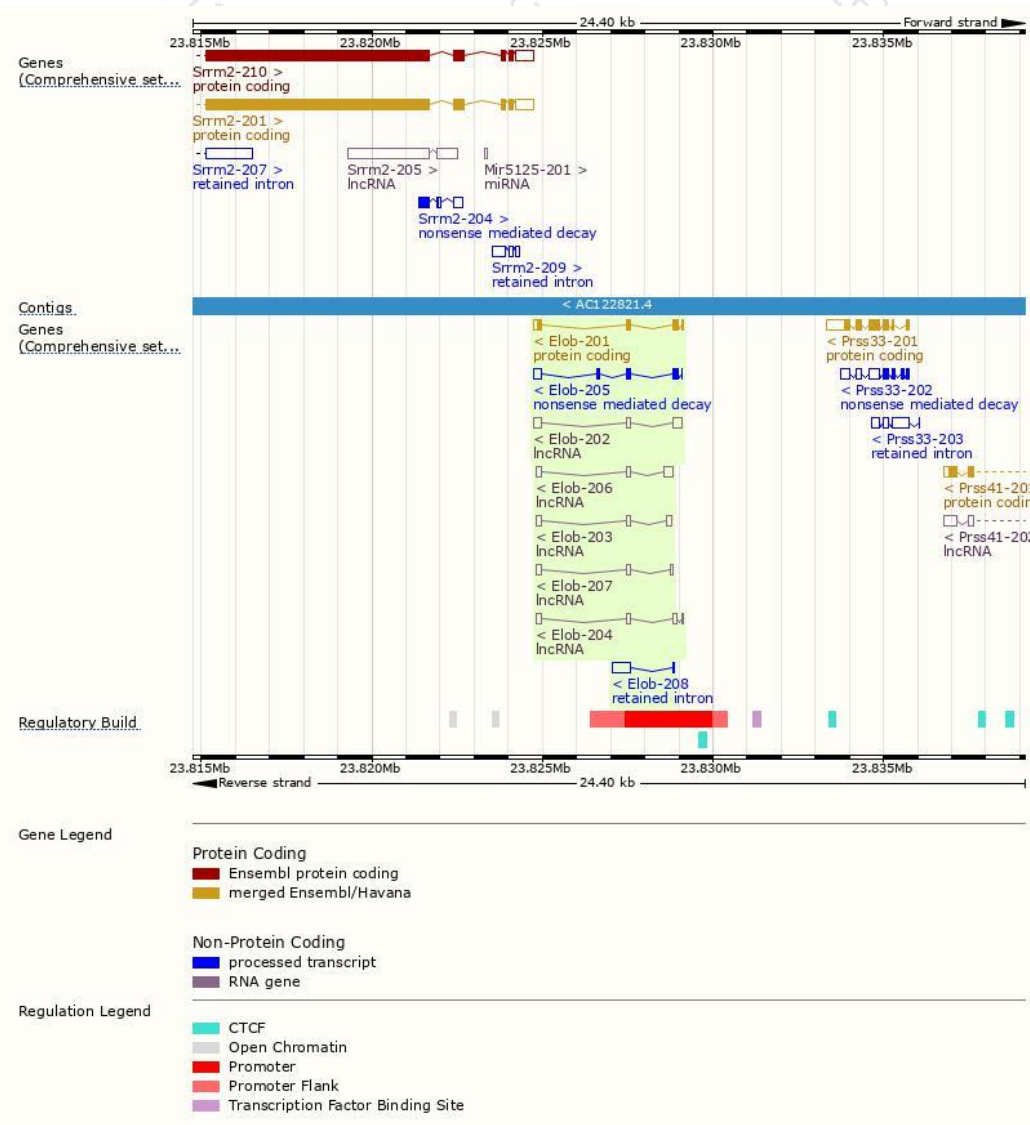 24.40 kb
Forward strand
23.815Mb 23.820Mb 23.825Mb 23.830Mb 23.835Mb
Genes
(Comprehensive set...
Srrm2-210 >
protein coding
Srrm2-201 >
protein coding
Srrm2-207 >
retained intron
Srrm2-205 >
lncRNA
Mir5125-201 >
miRNA
Srrm2-204 >
nonsense mediated decay
Srrm2-209 >
retained intron
Contigs
< AC122821.4
Genes
(Comprehensive set...
< Elob-201
protein coding
< Prss33-201
protein coding
< Elob-205
nonsense mediated decay
< Prss33-202
nonsense mediated decay
< Elob-202
lncRNA
< Prss33-203
retained intron
< Elob-206
lncRNA
< Prss41-201
protein codin
< Elob-203
lncRNA
< Prss41-202
lncRNA
< Elob-207
lncRNA
< Elob-204
lncRNA
< Elob-208
retained intron
Regulatory Build
23.815Mb 23.820Mb 23.825Mb 23.830Mb 23.835Mb
Reverse strand
24.40 kb
Gene Legend
Protein Coding
Ensembl protein coding
merged Ensembl/Havana
Non-Protein Coding
processed transcript
RNA gene
Regulation Legend
CTCF
Open Chromatin
Promoter
Promoter Flank
Transcription Factor Binding Site